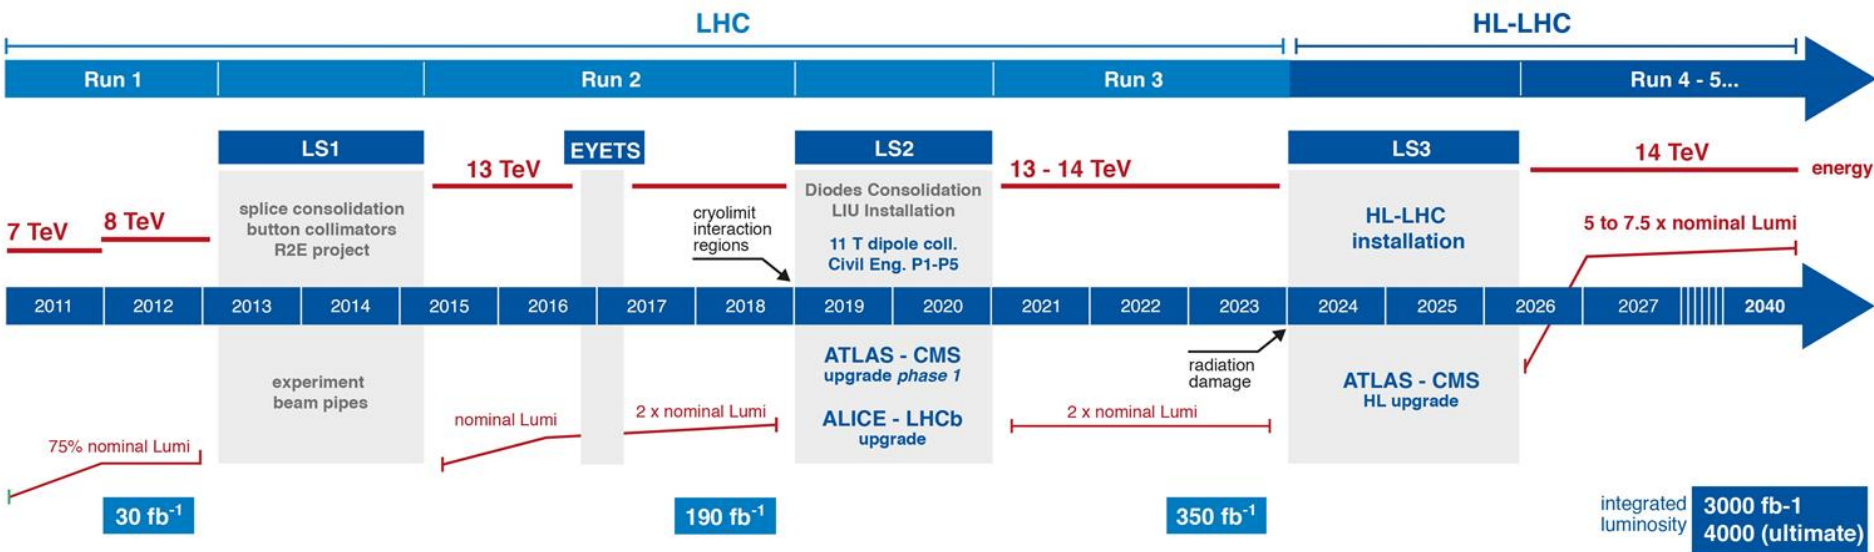 LHC
HL-LHC
Run 1
Run 2
Run 3
Run 4 - 5...
LS1
EYETS
LS2
LS3
13 TeV
13 - 14 TeV
14 TeV
energy
7 TeV
8 TeV
splice consolidation
button collimators
R2E project
cryolimit
interaction
regions
Diodes Consolidation
LIU Installation
11 T dipole coll.
Civil Eng. P1-P5
HL-LHC
installation
5 to 7.5 x nominal Lumi
2011
2012
2013
2014
2015
2016
2017
2018
2019
2020
2021
2022
2023
2024
2025
2026
2027
2040
experiment
beam pipes
ATLAS - CMS
upgrade phase 1
ALICE - LHCb
upgrade
radiation
damage
ATLAS - CMS
HL upgrade
75% nominal Lumi
nominal Lumi
2 x nominal Lumi
2 x nominal Lumi
30 fb⁻¹
190 fb⁻¹
350 fb⁻¹
integrated
luminosity
3000 fb-1
4000 (ultimate)